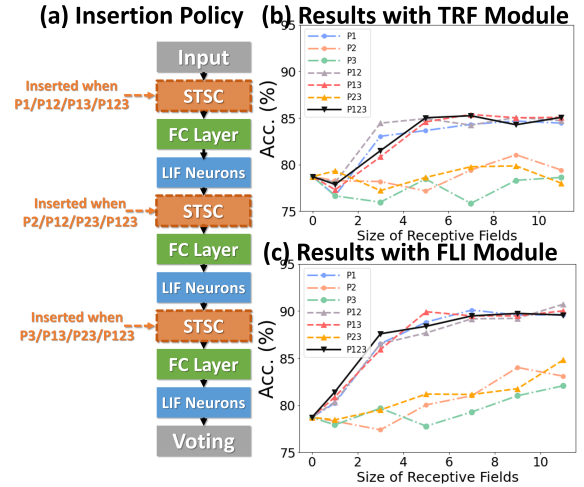 (a) Insertion Policy
Input
Inserted when
P1/P12/P13/P123
STSC
FC Layer
LIF Neurons
Inserted when
P2/P12/P23/P123
STSC
FC Layer
LIF Neurons
Inserted when
P3/P13/P23/P123
STSC
FC Layer
LIF Neurons
Voting
(b) Results with TRF Module
95
90
85
80
75
Acc. (%)
P1
P2
P3
P12
P13
P23
P123
0 2 4 6 8 10
Size of Receptive Fields
(c) Results with FLI Module
95
90
85
80
75
Acc. (%)
P1
P2
P3
P12
P13
P23
P123
0 2 4 6 8 10
Size of Receptive Fields